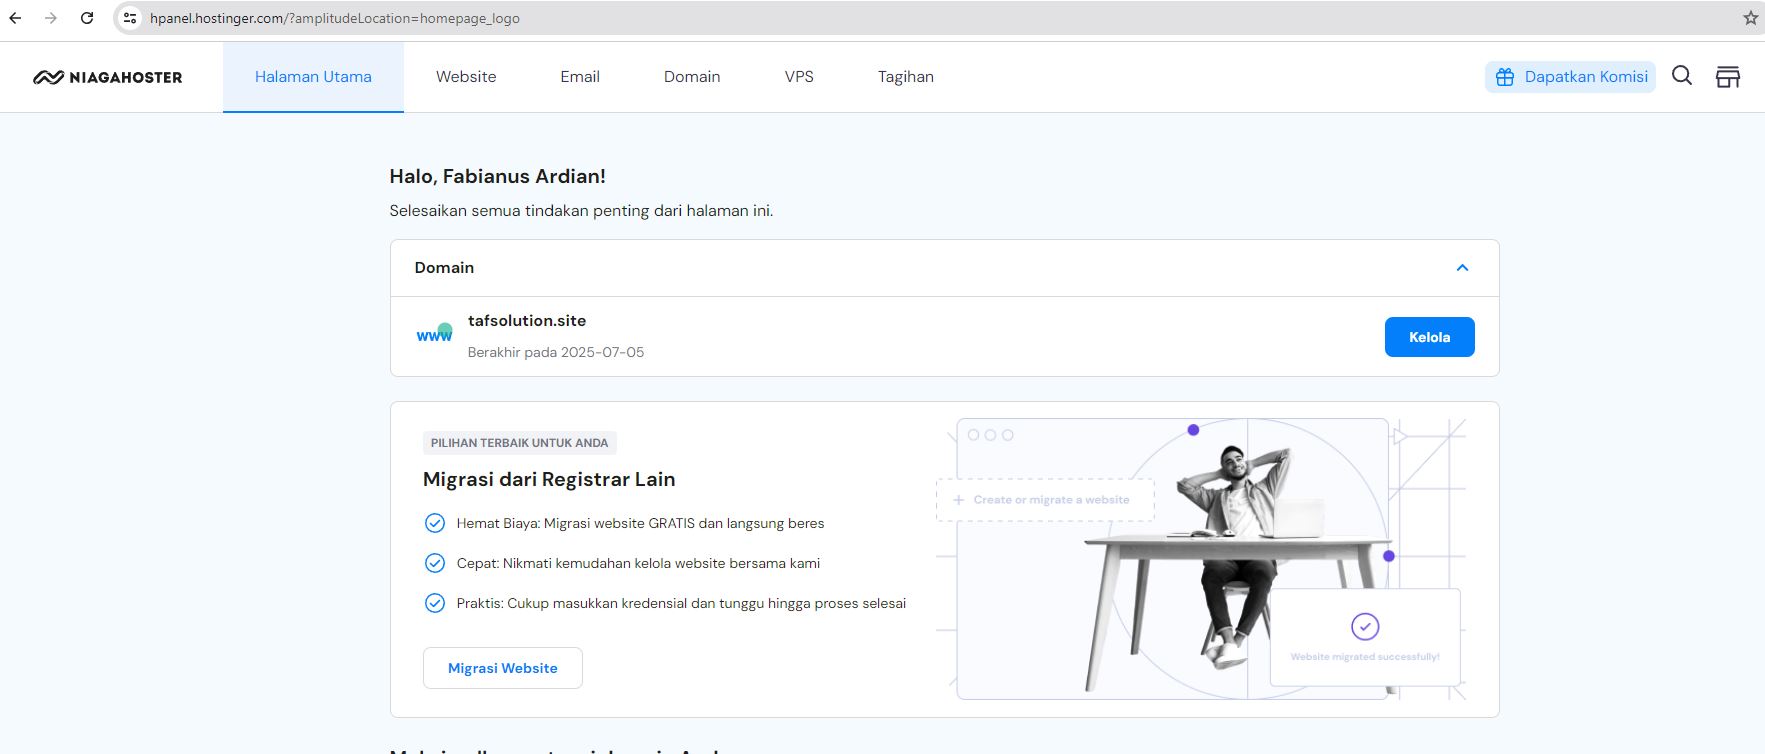 hpanel.hostinger.com/?amplitudeLocation=homepage_logo
NIAGAHOSTER
Halaman Utama
Website
Email
Domain
VPS
Tagihan
Dapatkan Komisi
Halo, Fabianus Ardian!
Selesaikan semua tindakan penting dari halaman ini.
Domain
www
tafsolution.site
Berakhir pada 2025-07-05
Kelola
PILIHAN TERBAIK UNTUK ANDA
Migrasi dari Registrar Lain
Hemat Biaya: Migrasi website GRATIS dan langsung beres
Cepat: Nikmati kemudahan kelola website bersama kami
Praktis: Cukup masukkan kredensial dan tunggu hingga proses selesai
Migrasi Website
+ Create or migrate a website
Website migrated successfully!